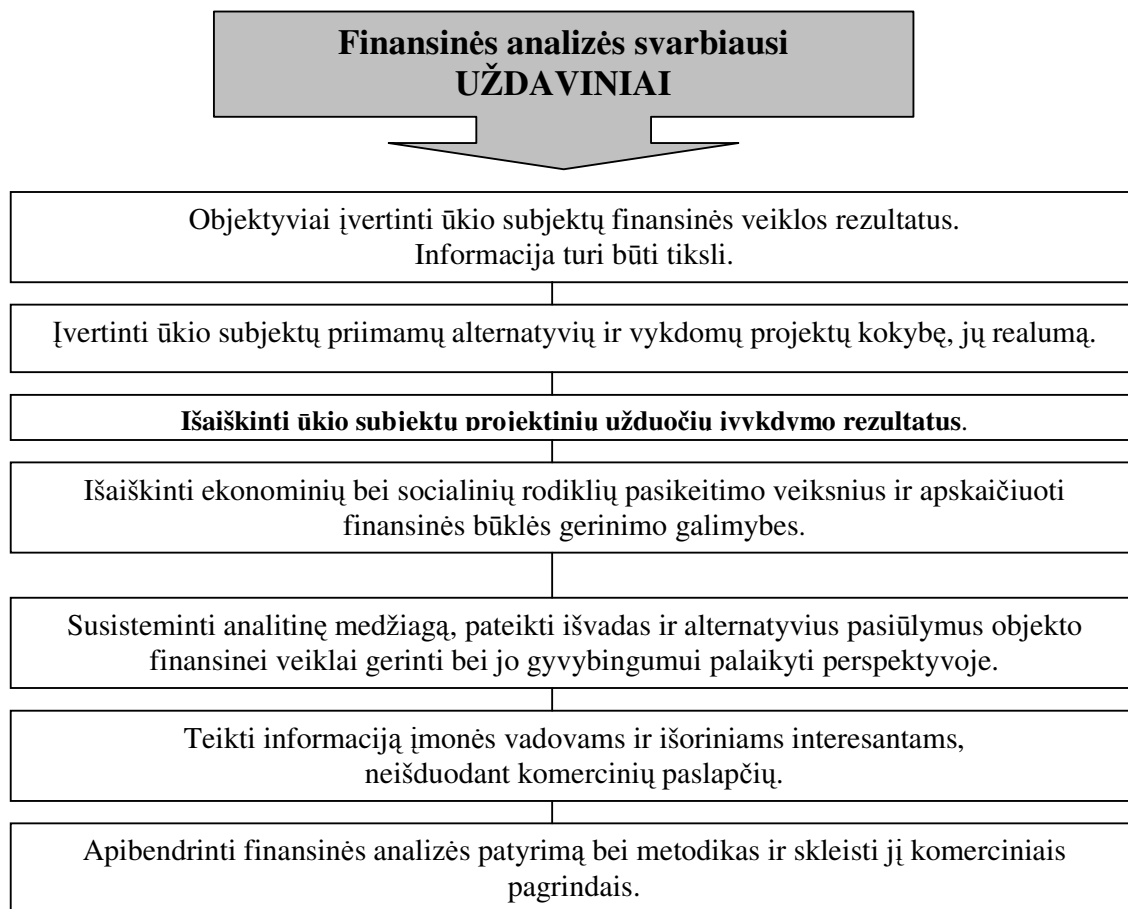 Finansinės analizės svarbiausi
UŽDAVINIAI
Objektyviai įvertinti ūkio subjektų finansinės veiklos rezultatus.
Informacija turi būti tiksli.
Įvertinti ūkio subjektų priimamų alternatyvių ir vykdomų projektų kokybę, jų realumą.
Išaiškinti ūkio subjektų projektinių užduočių įvykdymo rezultatus.
Išaiškinti ekonominių bei socialinių rodiklių pasikeitimo veiksnius ir apskaičiuoti
finansinės būklės gerinimo galimybes.
Susisteminti analitinę medžiagą, pateikti išvadas ir alternatyvius pasiūlymus objekto
finansinei veiklai gerinti bei jo gyvybingumui palaikyti perspektyvoje.
Teikti informaciją įmonės vadovams ir išoriniams interesantams,
neišduodant komercinių paslapčių.
Apibendrinti finansinės analizės patyrimą bei metodikas ir skleisti jį komerciniais
pagrindais.